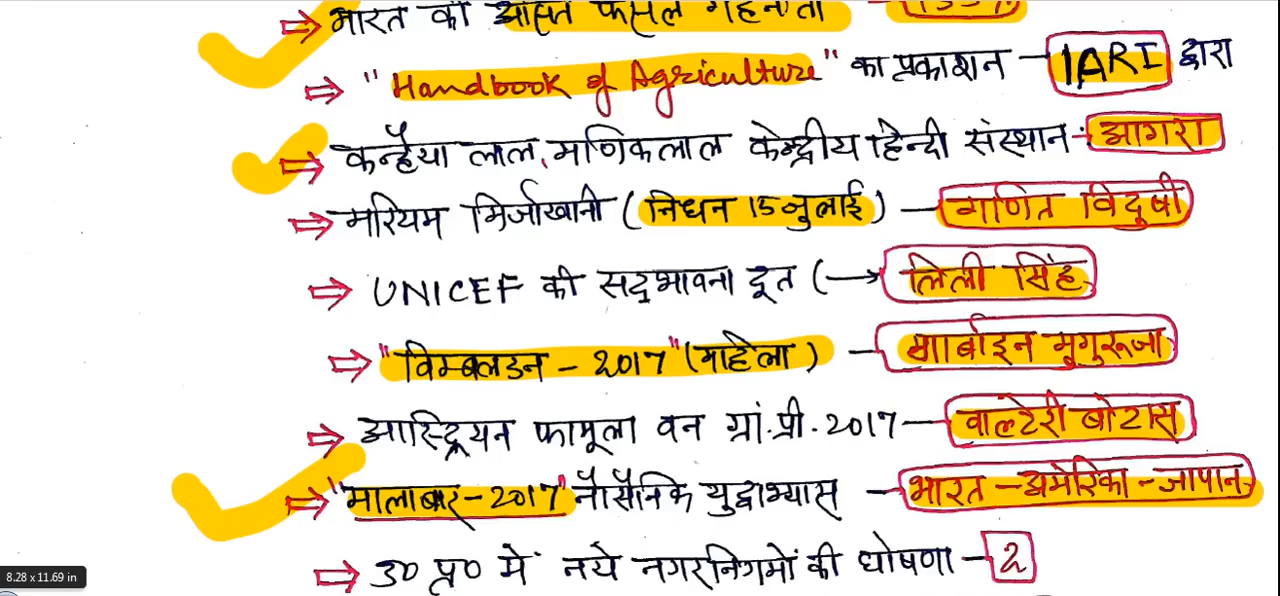 भारत की औसत फसल गहनता
"Handbook of Agriculture" का प्रकाशन - IARI द्वारा
कन्हैया लाल, मणिकलाल केन्द्रीय हिन्दी संस्थान:- आगरा
मरियम मिर्जाखानी (निधन 15 जुलाई) - गणित विदुषी
UNICEF की सद्भावना दूत (→ लिली सिंह
"विम्बलडन - 2017" (महिला) - गार्बाइन मुगुरूजा
आस्ट्रियन फामूला वन ग्रां.प्री. 2017 - वाल्टेरी बोटास
"मालाबार - 2017" नौसैनिक युद्वाभ्यास - भारत - अमेरिका - जापान
उ० प्र० में नये नगरनिगमों की घोषणा - 2
8.28 x 11.69 in